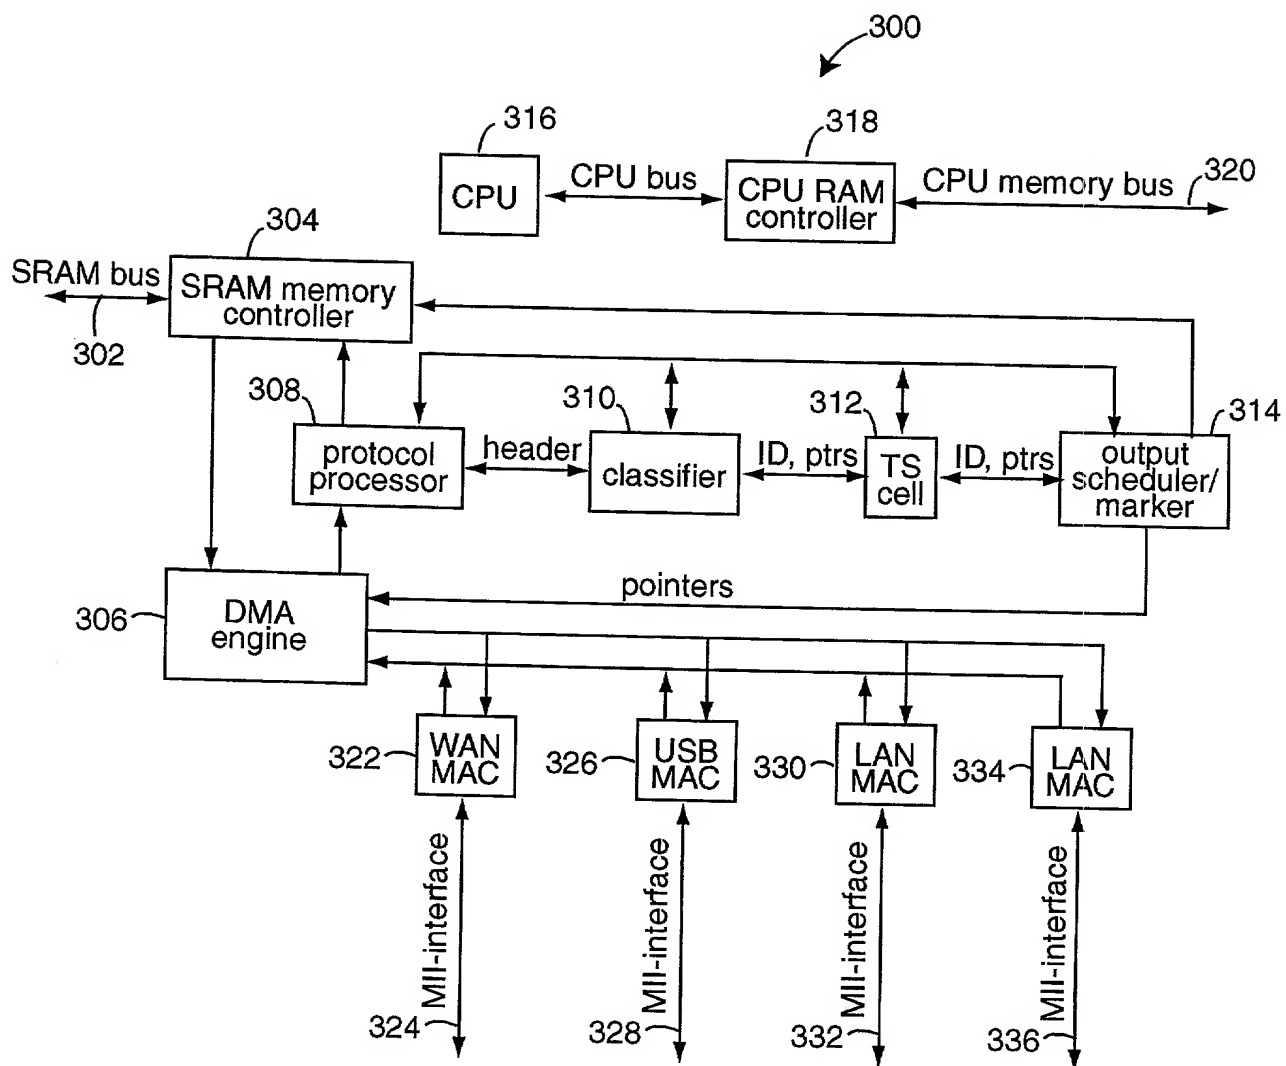 300
316
318
CPU
CPU bus
CPU RAM
controller
CPU memory bus
320
304
SRAM bus
SRAM memory
controller
302
308
310
312
314
protocol
processor
header
classifier
ID, ptrs
TS
cell
ID, ptrs
output
scheduler/
marker
306
DMA
engine
pointers
322
WAN
MAC
326
USB
MAC
330
LAN
MAC
334
LAN
MAC
MII-interface
MII-interface
MII-interface
MII-interface
324
328
332
336